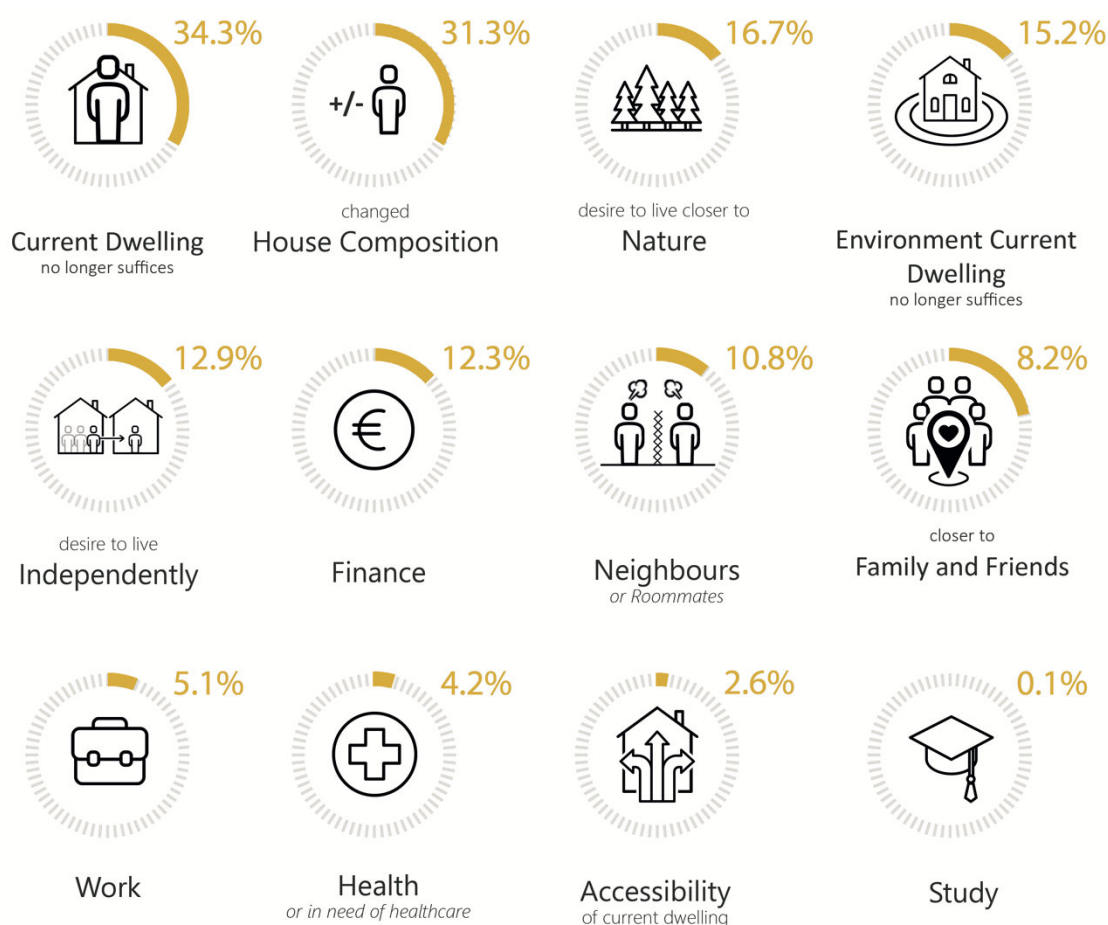 34.3%
31.3%
16.7%
15.2%
+/-
Current Dwelling
no longer suffices
changed
House Composition
desire to live closer to
Nature
Environment Current
Dwelling
no longer suffices
12.9%
12.3%
10.8%
8.2%
€
desire to live
Independently
Finance
Neighbours
or Roommates
closer to
Family and Friends
5.1%
4.2%
2.6%
0.1%
Work
Health
or in need of healthcare
Accessibility
of current dwelling
Study